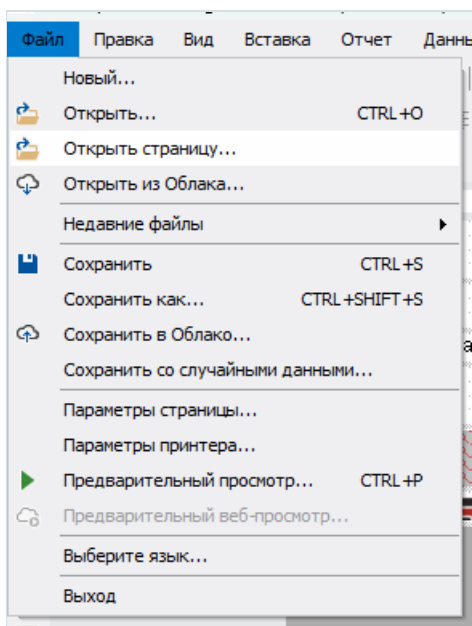 Файл Правка Вид Вставка Отчет Данн
Новый...
Открыть... CTRL+O
Открыть страницу...
Открыть из Облака...
Недавние файлы
Сохранить CTRL+S
Сохранить как... CTRL+SHIFT+S
Сохранить в Облако...
Сохранить со случайными данными...
Параметры страницы...
Параметры принтера...
Предварительный просмотр... CTRL+P
Предварительный веб-просмотр...
Выберите язык...
Выход